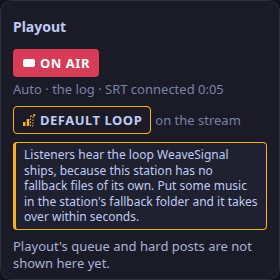 Playout
ON AIR
Auto · the log · SRT connected 0:05
DEFAULT LOOP on the stream
Listeners hear the loop WeaveSignal
ships, because this station has no
fallback files of its own. Put some music
in the station's fallback folder and it takes
over within seconds.
Playout's queue and hard posts are not
shown here yet.